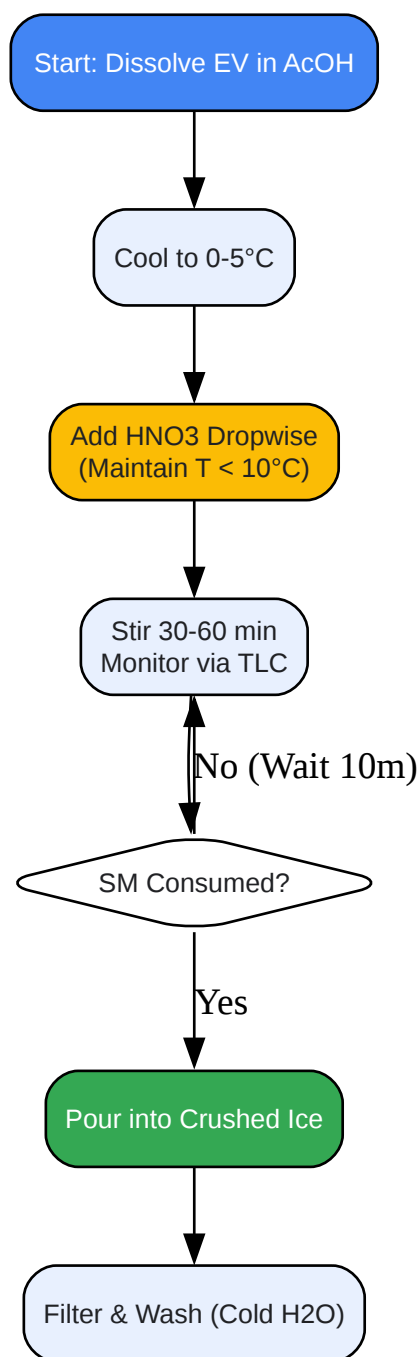 Start: Dissolve EV in AcOH
Cool to 0-5°C
Add HNO3 Dropwise
(Maintain T < 10°C)
Stir 30-60 min
Monitor via TLC
No (Wait 10m)
SM Consumed?
Yes
Pour into Crushed Ice
Filter & Wash (Cold H2O)